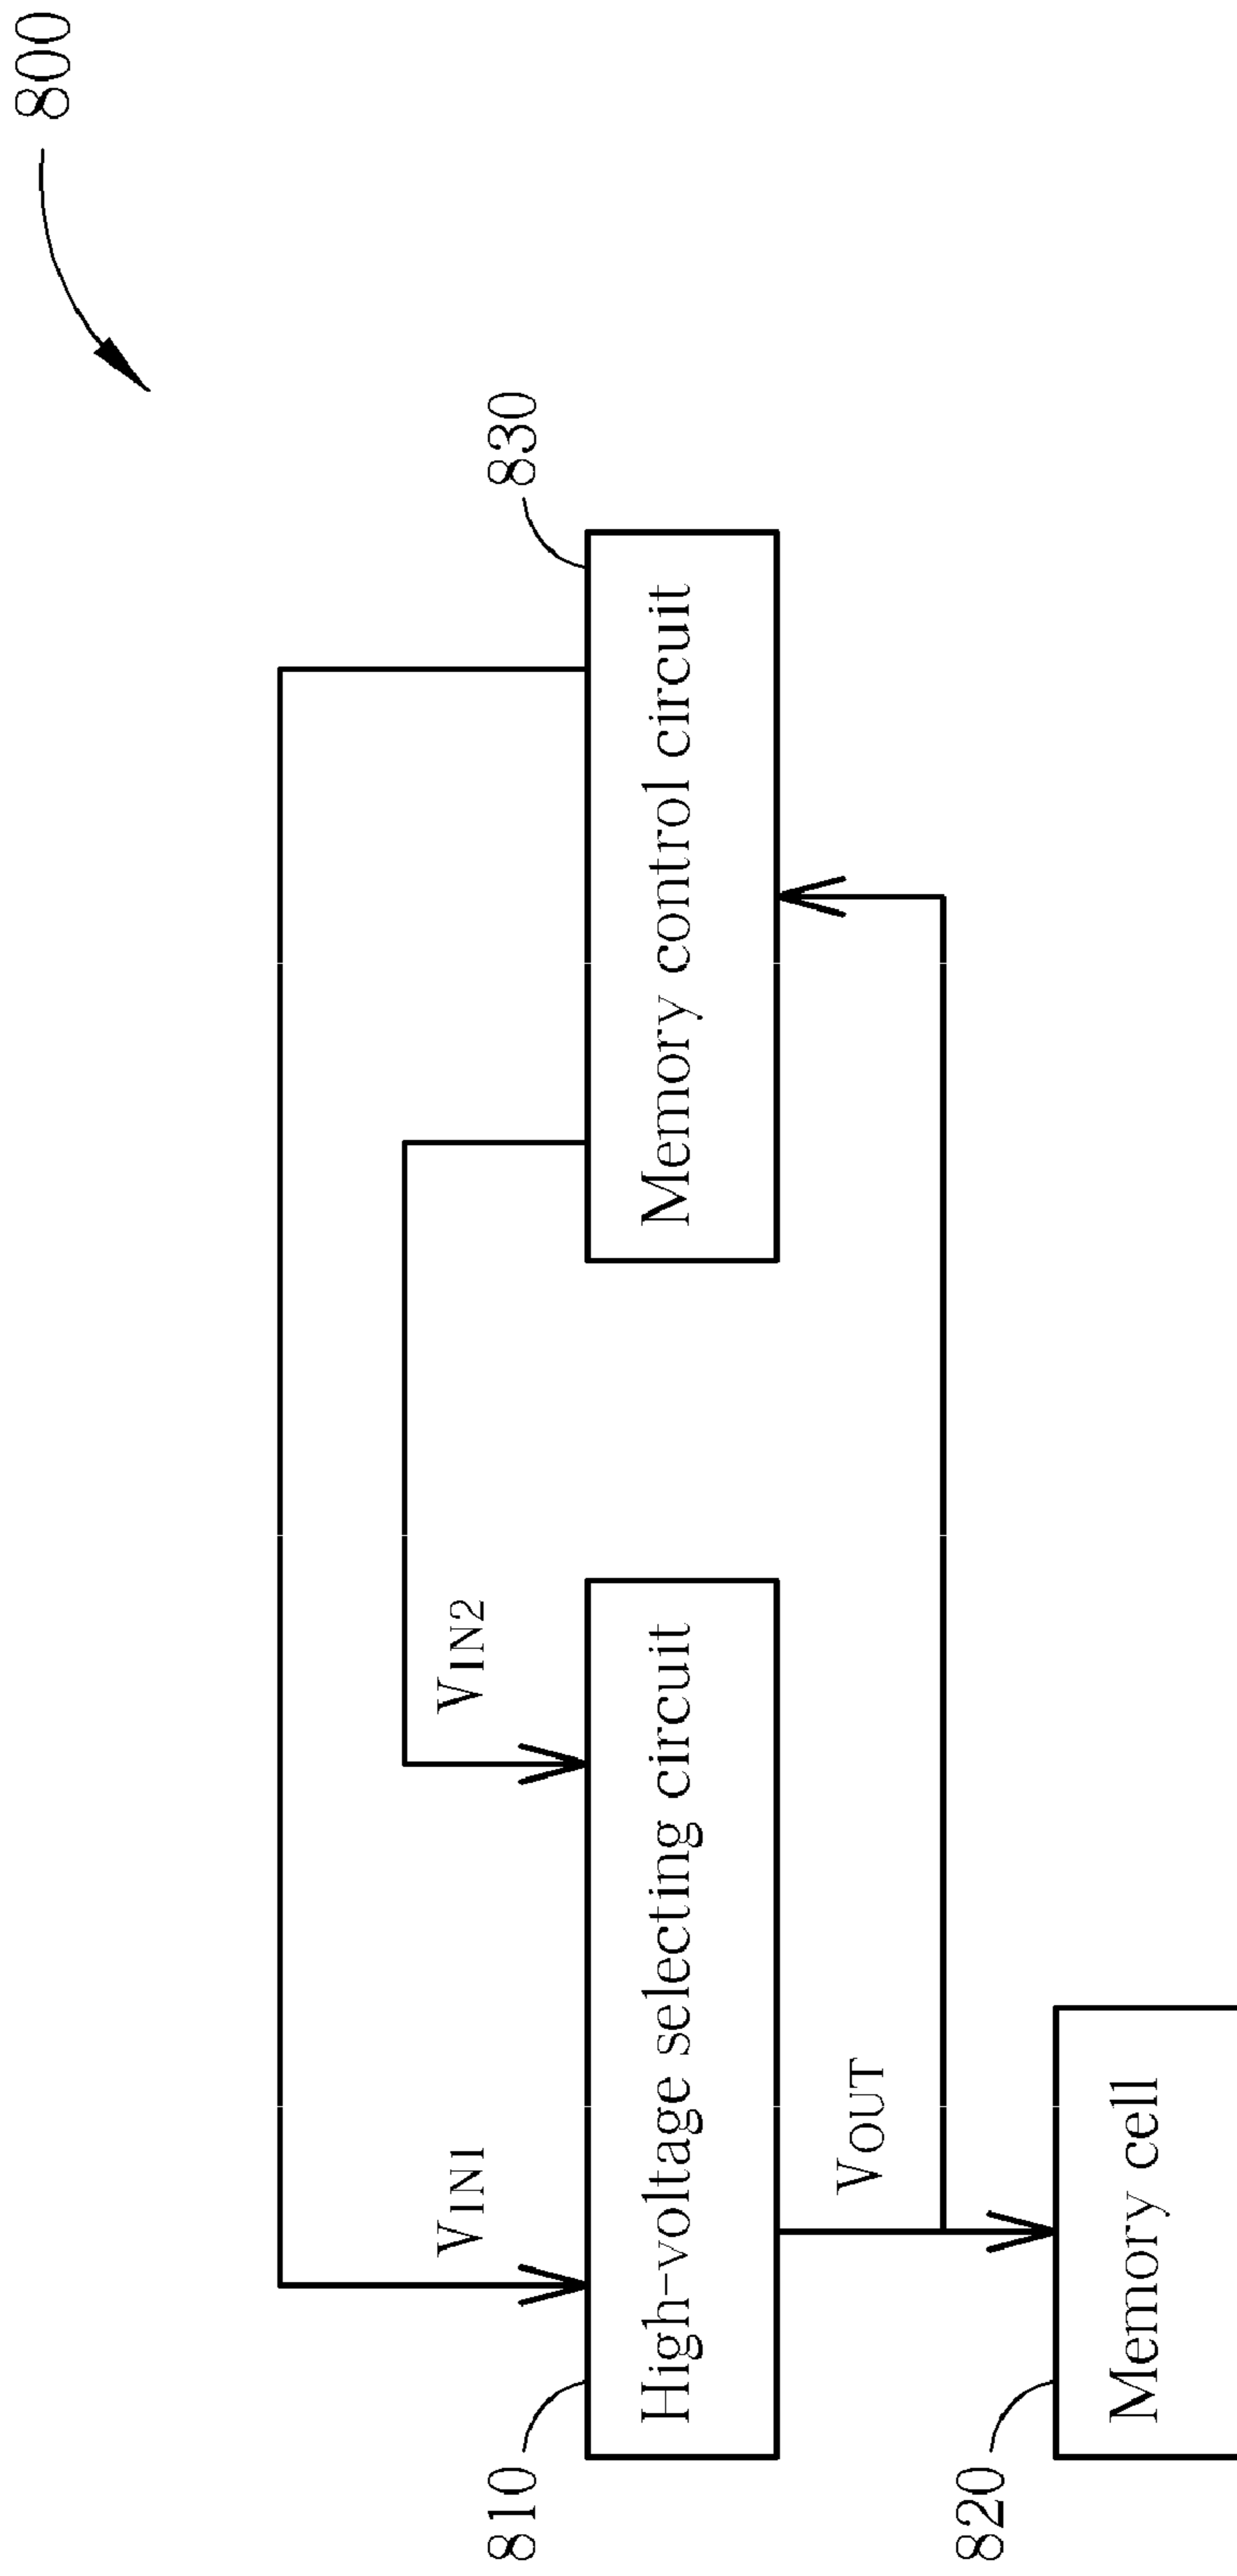 800
830
Memory control circuit
VIN2
VIN1
High-voltage selecting circuit
810
VOUT
Memory cell
820